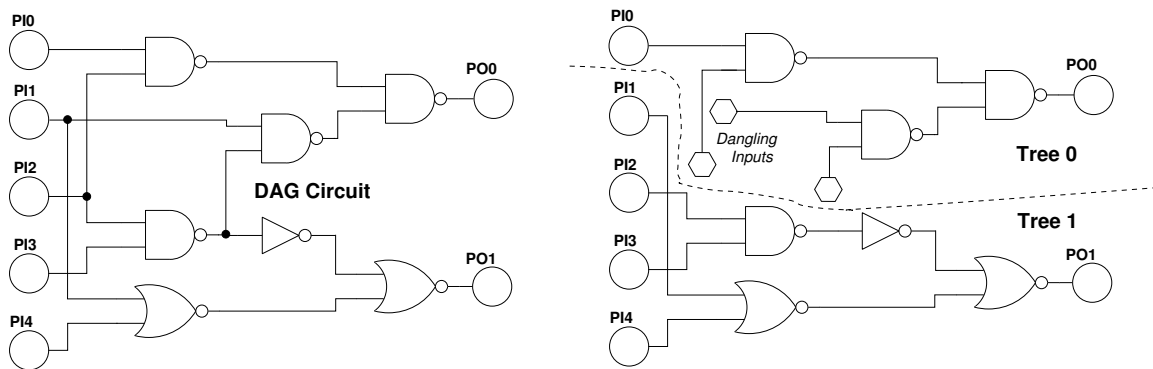 PI0
PI1
PI2
PI3
PI4
PO0
DAG Circuit
PO1
PI0
PI1
PI2
PI3
PI4
Dangling
Inputs
PO0
Tree 0
Tree 1
PO1